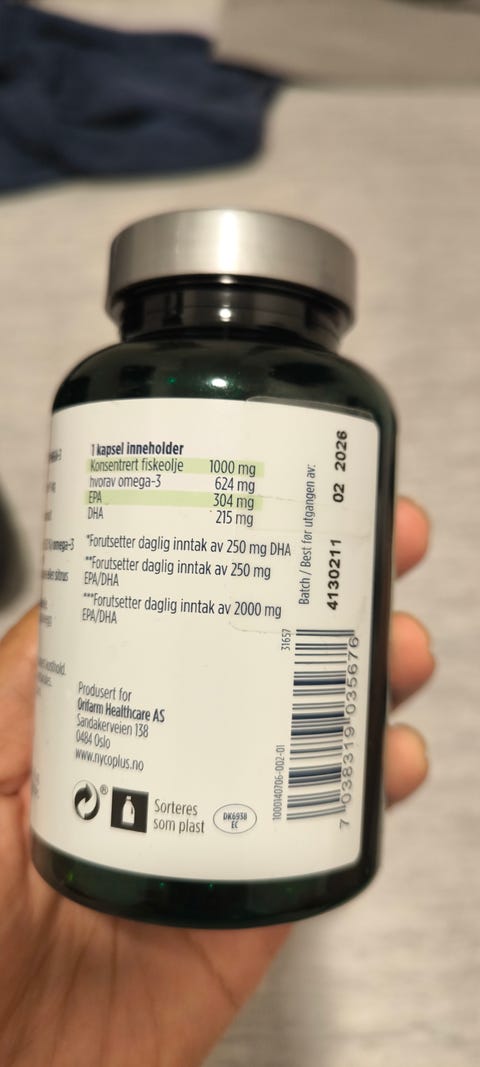 1 kapsel inneholder
Konsentrert fiskeolje 1000 mg
hvorav omega-3 624 mg
EPA 304 mg
DHA 215 mg
*Forutsetter daglig inntak av 250 mg DHA
**Forutsetter daglig inntak av 250 mg
EPA/DHA
***Forutsetter daglig inntak av 2000 mg
EPA/DHA
Produsert for
Orifarm Healthcare AS
Sandakerveien 138
0484 Oslo
www.nycoplus.no
®
Sorteres
som plast
DK6938
EC
Batch / Best før utgangen av:
4130211 02 2026
31657
1000140706-002-01
7 038319 035676
omega-3